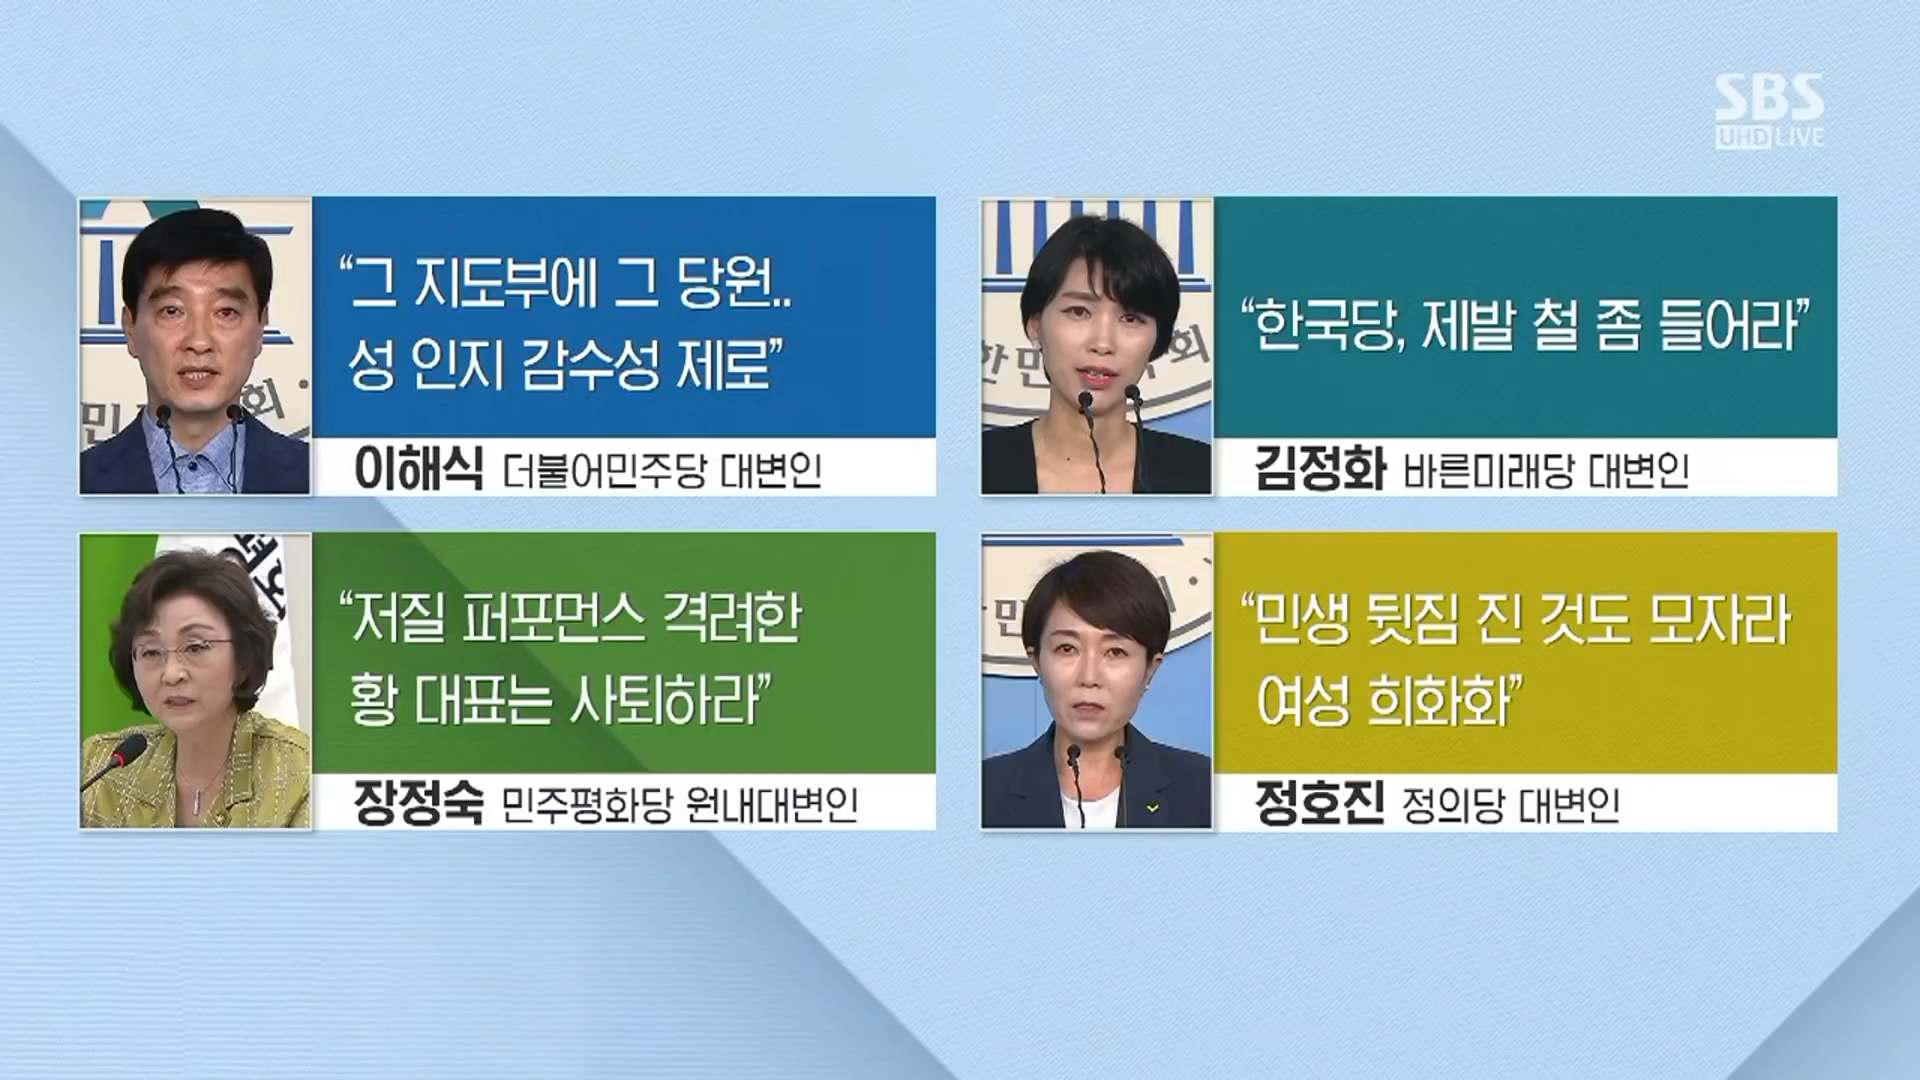 SBS
UHD LIVE
“그 지도부에 그 당원..
성 인지 감수성 제로”
이해식 더불어민주당 대변인
“한국당, 제발 철 좀 들어라”
김정화 바른미래당 대변인
“저질 퍼포먼스 격려한
황 대표는 사퇴하라”
장정숙 민주평화당 원내대변인
“민생 뒷짐 진 것도 모자라
여성 희화화”
정호진 정의당 대변인